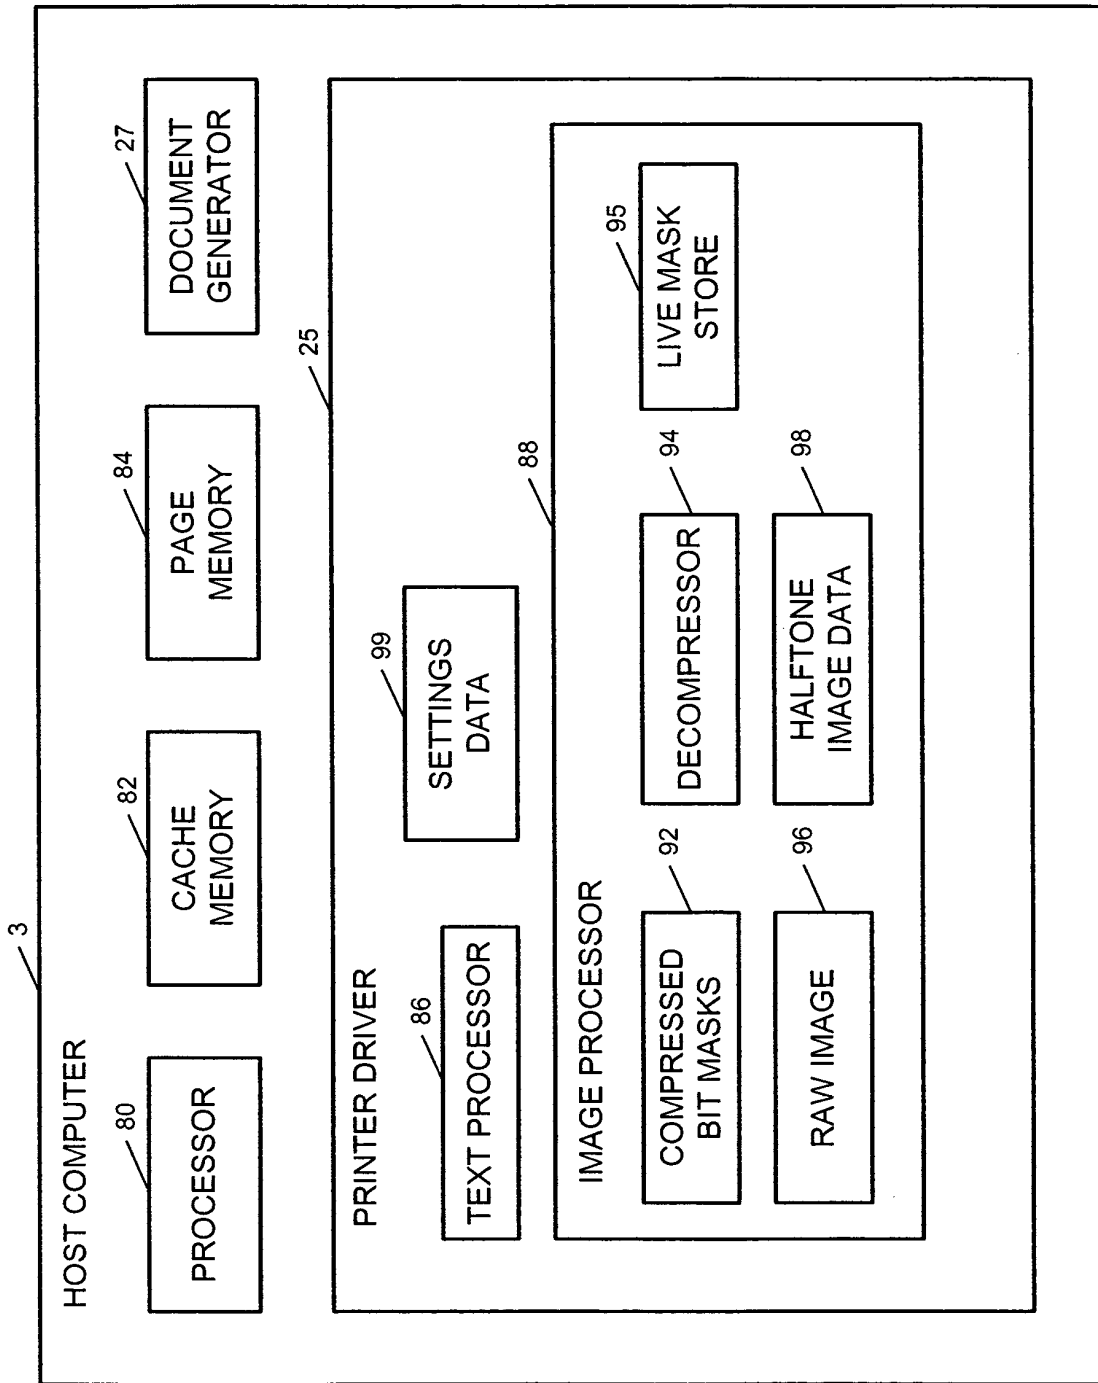 3
HOST COMPUTER
80
PROCESSOR
82
CACHE
MEMORY
84
PAGE
MEMORY
27
DOCUMENT
GENERATOR
25
PRINTER DRIVER
86
TEXT PROCESSOR
99
SETTINGS
DATA
88
IMAGE PROCESSOR
92
COMPRESSED
BIT MASKS
94
DECOMPRESSOR
95
LIVE MASK
STORE
96
RAW IMAGE
98
HALFTONE
IMAGE DATA